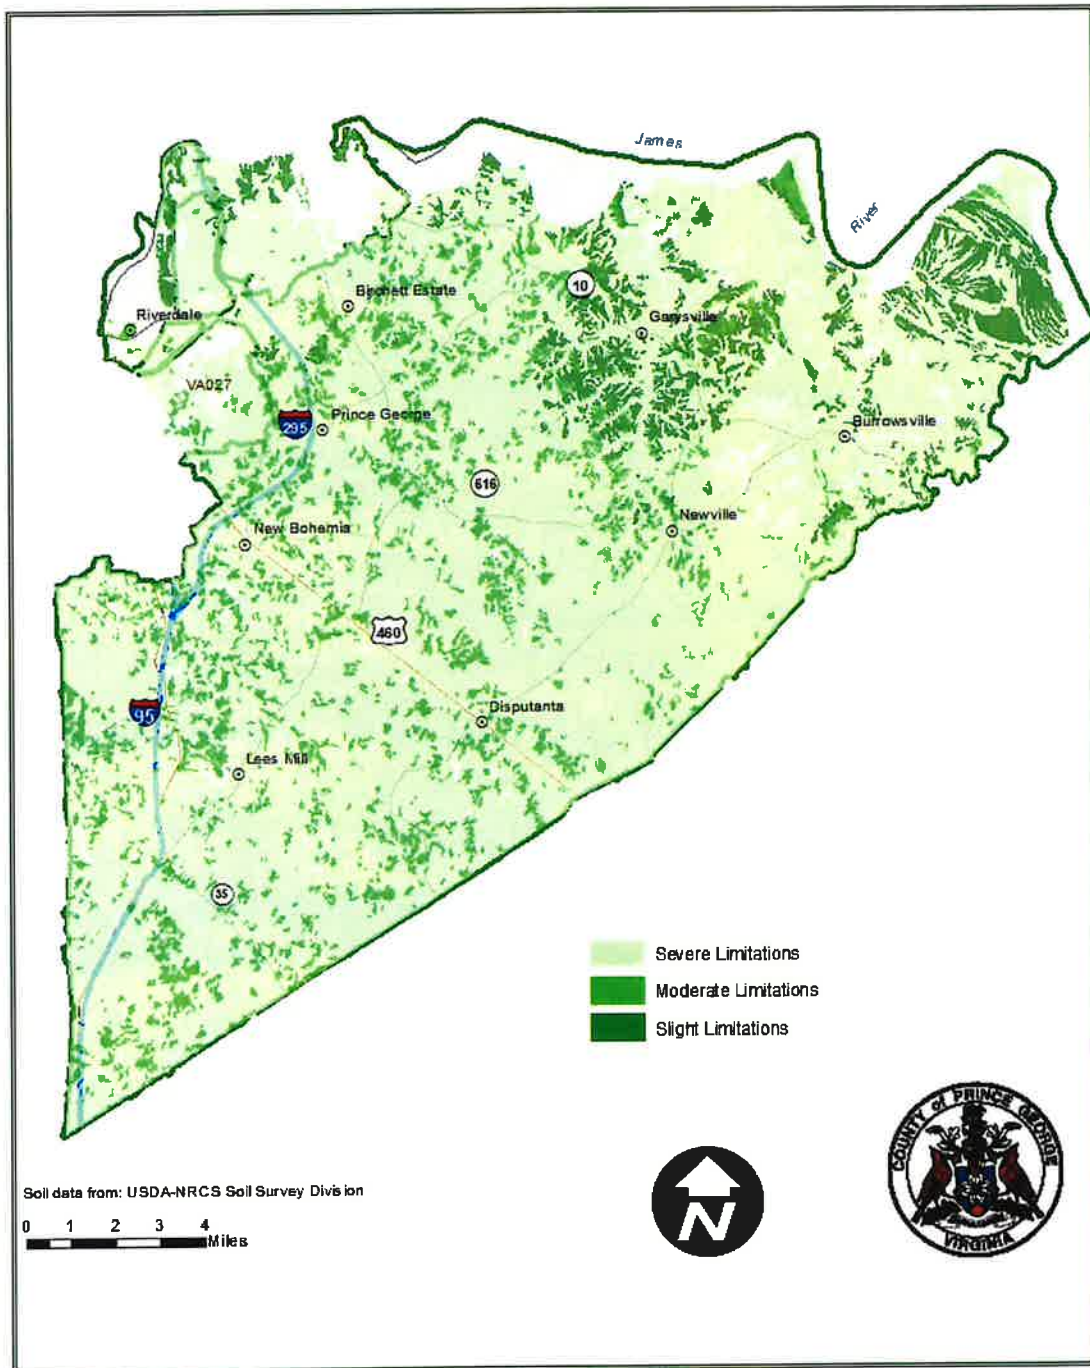 James
River
Birchett Estate
10
Riverdale
Garysville
VA027
Prince George
295
Burrowsville
616
Newville
New Bohemia
460
Disputanta
95
Lees Mill
35
Severe Limitations
Moderate Limitations
Slight Limitations
COUNTY of PRINCE GEORGE
VIRGINIA
N
Soil data from: USDA-NRCS Soil Survey Division
0 1 2 3 4
Miles